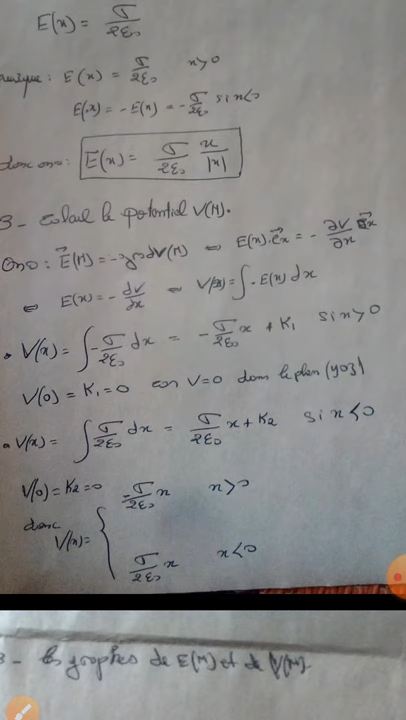 E(x) = σ/2ε₀
: E(x) = σ/2ε₀ x>0
E(-x) = -E(x) = -σ/2ε₀ si x<0
donc on a : E(x) = σ/2ε₀ x/|x|
3 - Calcul le potentiel V(M).
On a : E⃗(M) = -gradV(M) ⇔ E(x).e⃗x = -∂V/∂x e⃗x
⇔ E(x) = -dV/dx ⇔ V(x) = ∫ -E(x) dx
• V(x) = ∫ -σ/2ε₀ dx = -σ/2ε₀ x + K₁ si x>0
V(0) = K₁ = 0 car V=0 dans le plan (yoz)
• V(x) = ∫ σ/2ε₀ dx = σ/2ε₀ x + K₂ si x<0
V(0) = K₂ = 0
donc V(x) = { -σ/2ε₀ x x>0
σ/2ε₀ x x<0
3 - les graphes de E(M) et de V(M).